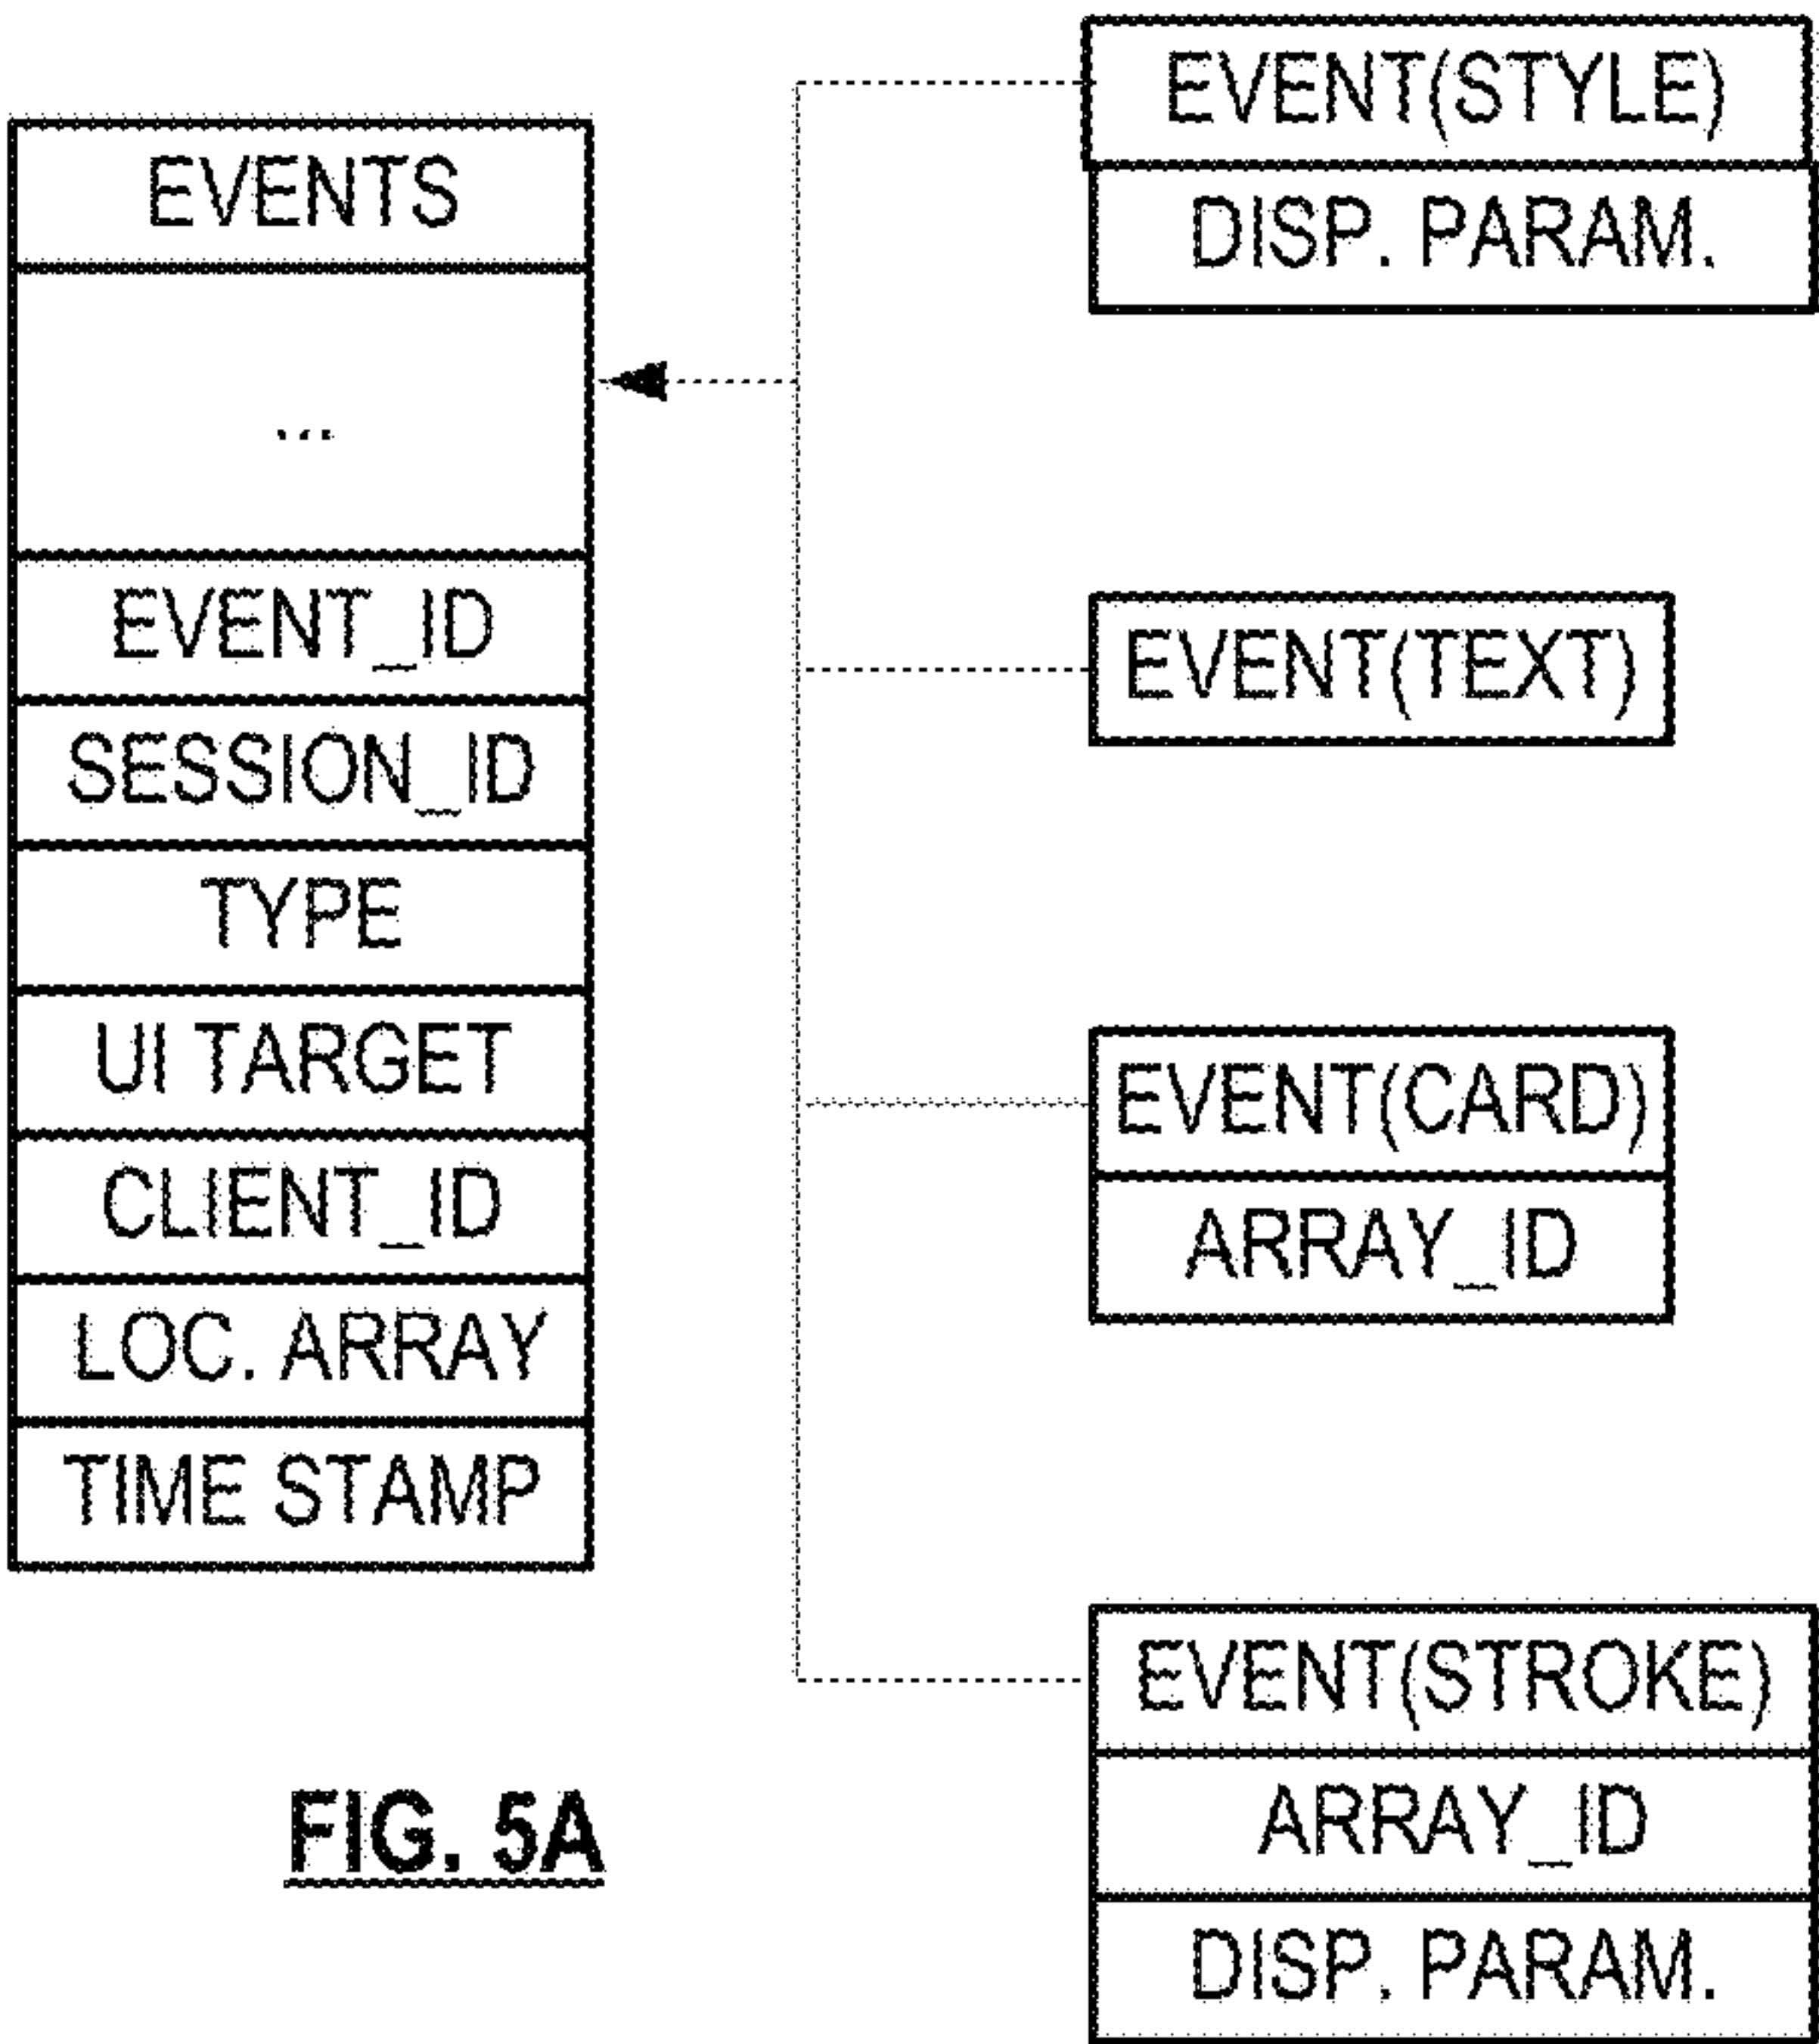 EVENTS
...
EVENT_ID
SESSION_ID
TYPE
UI TARGET
CLIENT_ID
LOC. ARRAY
TIME STAMP
EVENT(STYLE)
DISP. PARAM.
EVENT(TEXT)
EVENT(CARD)
ARRAY_ID
EVENT(STROKE)
ARRAY_ID
DISP. PARAM.
FIG. 5A